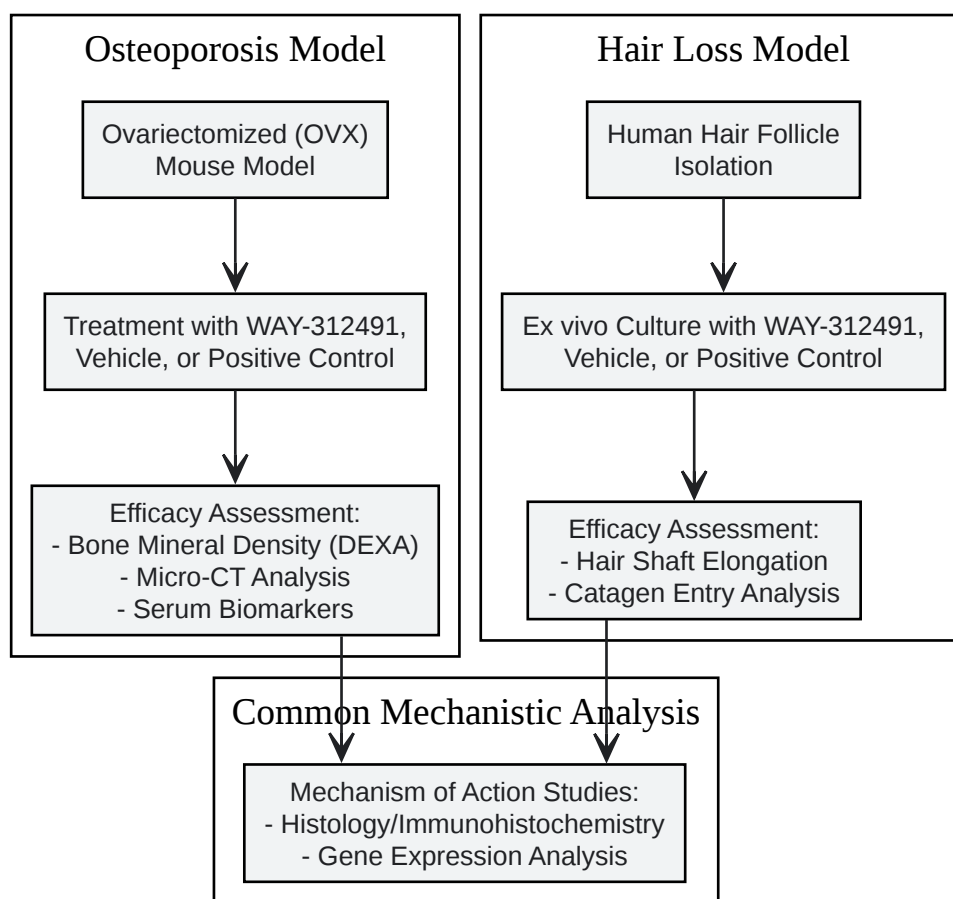 Osteoporosis Model
Ovariectomized (OVX)
Mouse Model
Treatment with WAY-312491,
Vehicle, or Positive Control
Efficacy Assessment:
- Bone Mineral Density (DEXA)
- Micro-CT Analysis
- Serum Biomarkers
Hair Loss Model
Human Hair Follicle
Isolation
Ex vivo Culture with WAY-312491,
Vehicle, or Positive Control
Efficacy Assessment:
- Hair Shaft Elongation
- Catagen Entry Analysis
Common Mechanistic Analysis
Mechanism of Action Studies:
- Histology/Immunohistochemistry
- Gene Expression Analysis